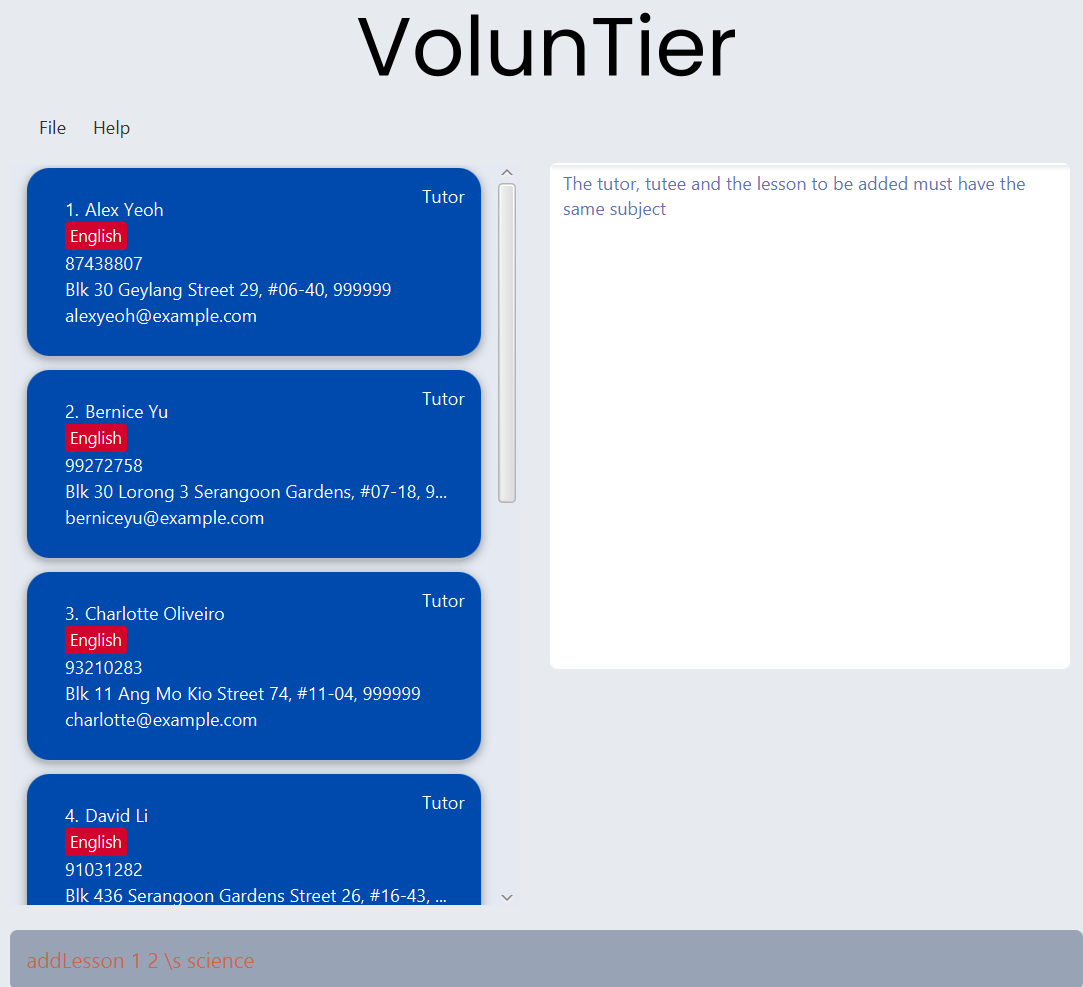 VolunTier
File Help
1. Alex Yeoh
Tutor
English
87438807
Blk 30 Geylang Street 29, #06-40, 999999
alexyeoh@example.com
2. Bernice Yu
Tutor
English
99272758
Blk 30 Lorong 3 Serangoon Gardens, #07-18, 9...
berniceyu@example.com
3. Charlotte Oliveiro
Tutor
English
93210283
Blk 11 Ang Mo Kio Street 74, #11-04, 999999
charlotte@example.com
4. David Li
Tutor
English
91031282
Blk 436 Serangoon Gardens Street 26, #16-43, ...
The tutor, tutee and the lesson to be added must have the
same subject
addLesson 1 2 \s science